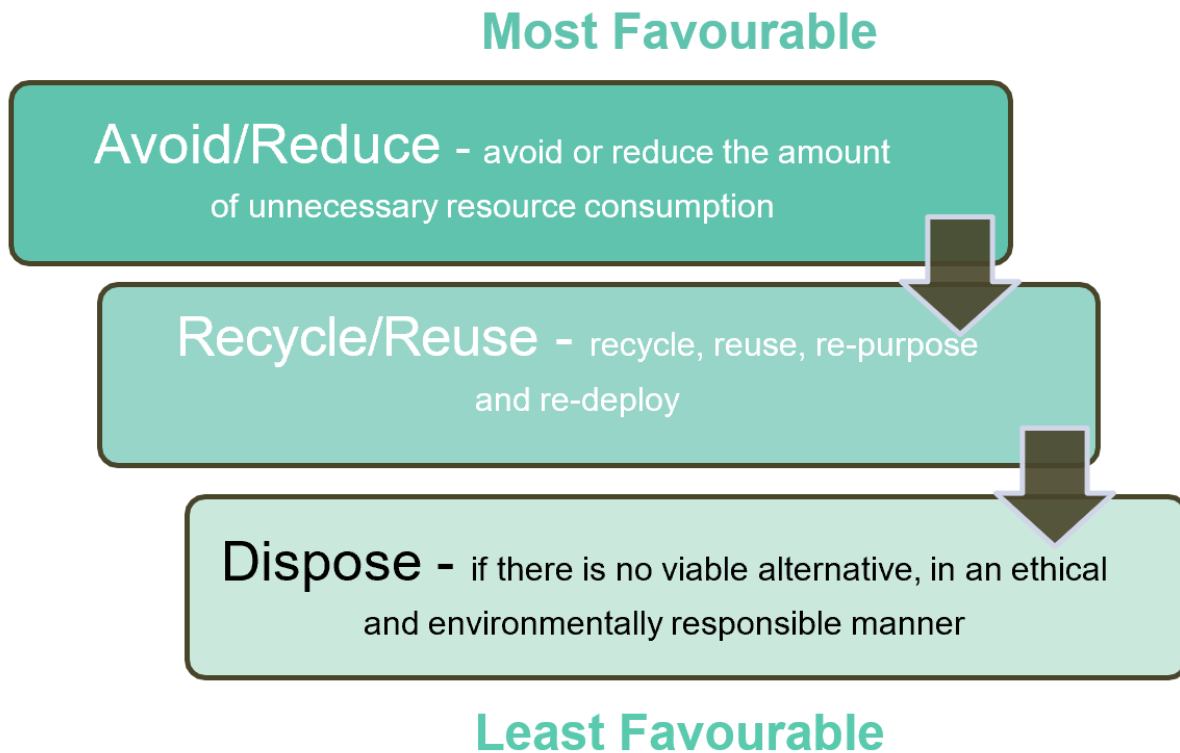 Most Favourable
Avoid/Reduce - avoid or reduce the amount
of unnecessary resource consumption
Recycle/Reuse - recycle, reuse, re-purpose
and re-deploy
Dispose - if there is no viable alternative, in an ethical
and environmentally responsible manner
Least Favourable